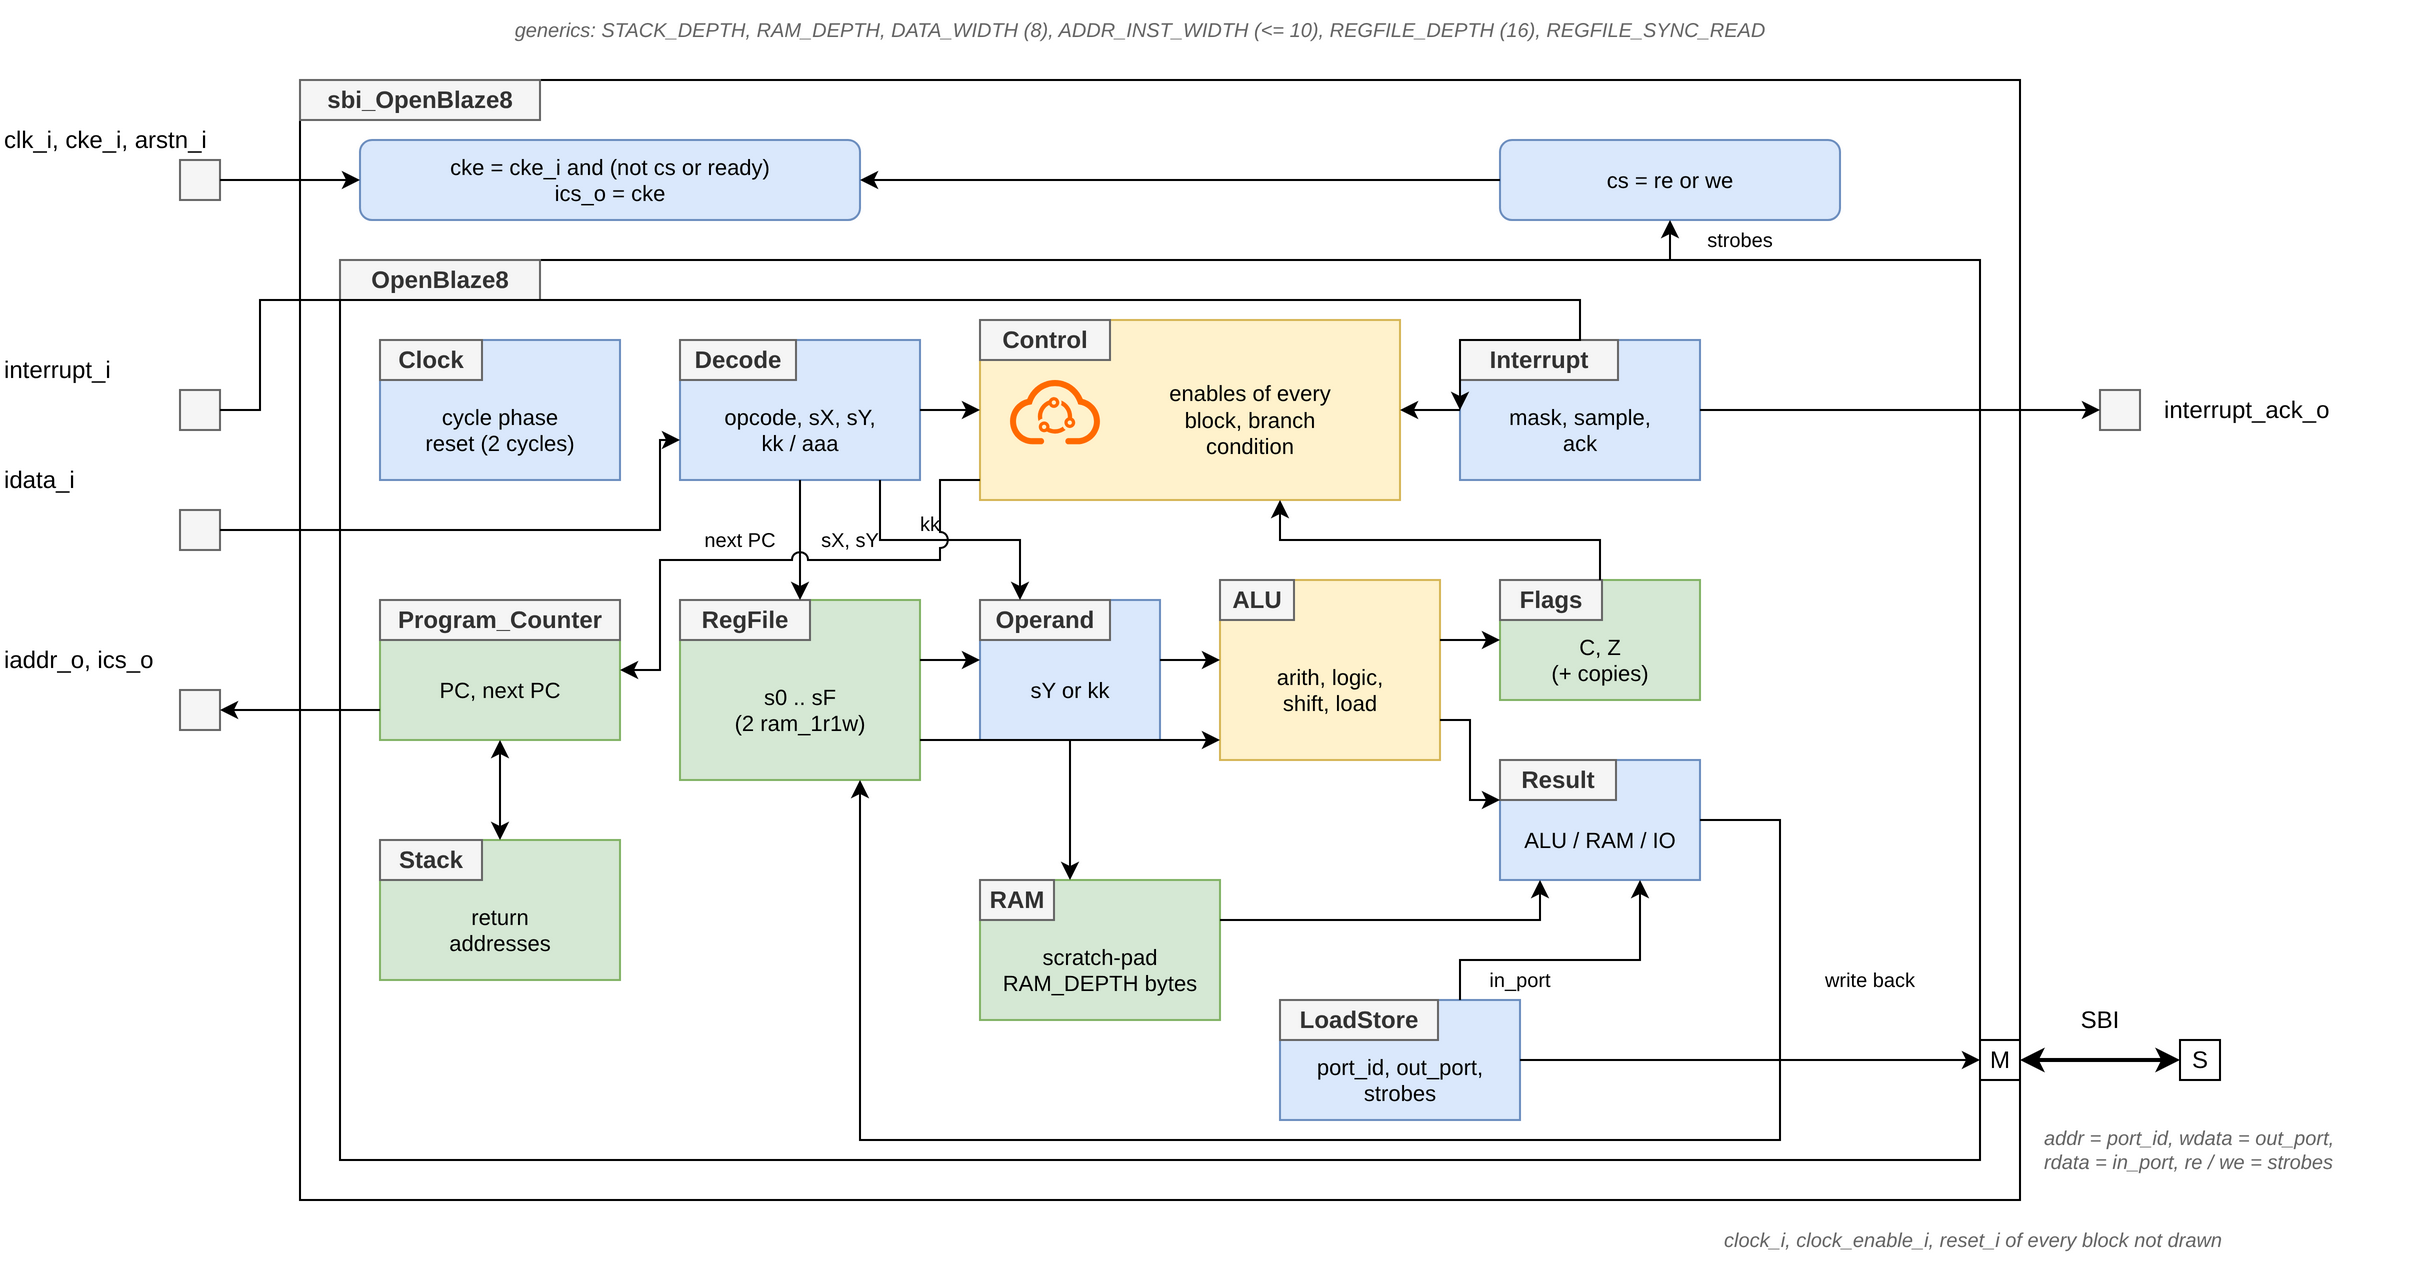 generics: STACK_DEPTH, RAM_DEPTH, DATA_WIDTH (8), ADDR_INST_WIDTH (<= 10), REGFILE_DEPTH (16), REGFILE_SYNC_READ
sbi_OpenBlaze8
clk_i, cke_i, arstn_i
cke = cke_i and (not cs or ready)
ics_o = cke
cs = re or we
strobes
OpenBlaze8
interrupt_i
Clock
cycle phase
reset (2 cycles)
Decode
opcode, sX, sY,
kk / aaa
Control
enables of every
block, branch
condition
Interrupt
mask, sample,
ack
interrupt_ack_o
idata_i
next PC
sX, sY
kk
iaddr_o, ics_o
Program_Counter
PC, next PC
RegFile
s0 .. sF
(2 ram_1r1w)
Operand
sY or kk
ALU
arith, logic,
shift, load
Flags
C, Z
(+ copies)
Result
ALU / RAM / IO
Stack
return
addresses
RAM
scratch-pad
RAM_DEPTH bytes
in_port
write back
LoadStore
port_id, out_port,
strobes
SBI
M
S
addr = port_id, wdata = out_port,
rdata = in_port, re / we = strobes
clock_i, clock_enable_i, reset_i of every block not drawn